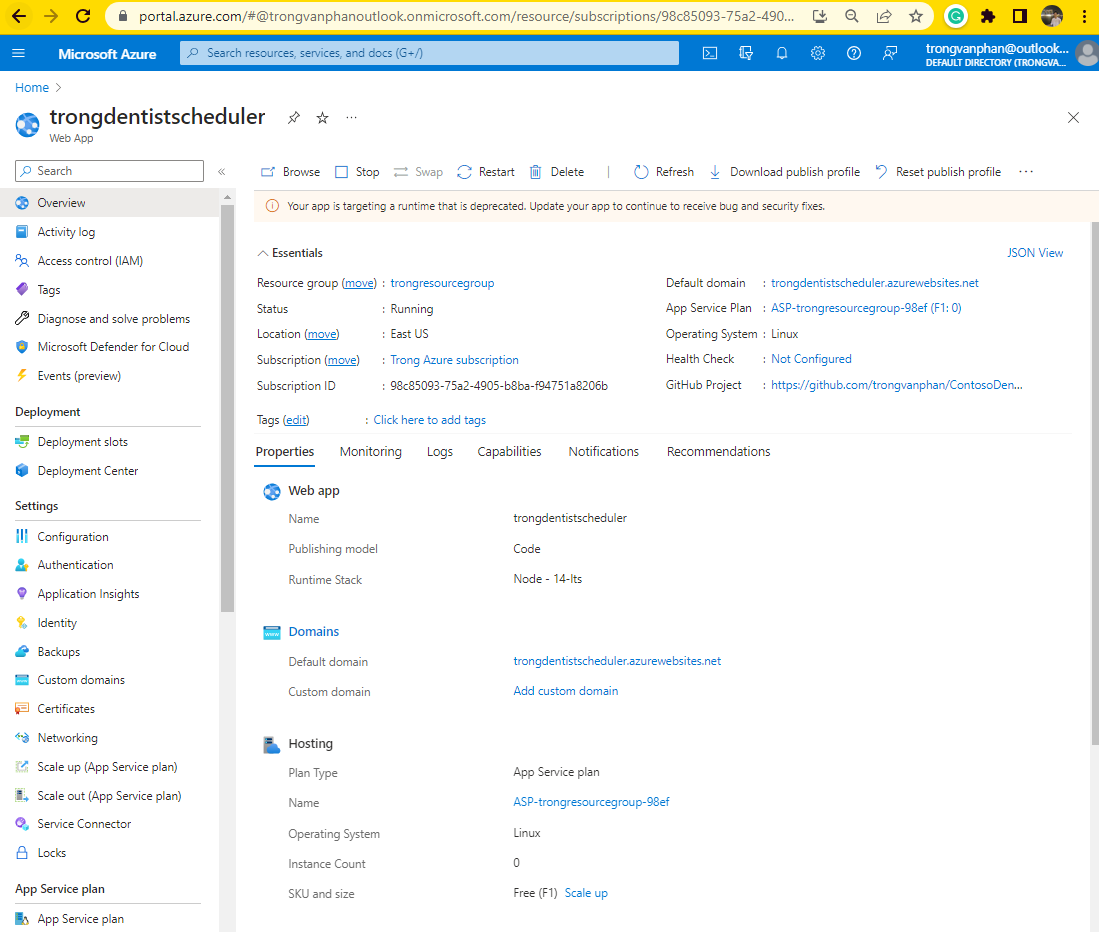 portal.azure.com/#@trongvanphanoutlook.onmicrosoft.com/resource/subscriptions/98c85093-75a2-490...
Microsoft Azure
Search resources, services, and docs (G+/)
trongvanphan@outlook...
DEFAULT DIRECTORY (TRONGVA...
Home
trongdentistscheduler
Web App
Search
«
Overview
Activity log
Access control (IAM)
Tags
Diagnose and solve problems
Microsoft Defender for Cloud
Events (preview)
Deployment
Deployment slots
Deployment Center
Settings
Configuration
Authentication
Application Insights
Identity
Backups
Custom domains
Certificates
Networking
Scale up (App Service plan)
Scale out (App Service plan)
Service Connector
Locks
App Service plan
App Service plan
Browse Stop Swap Restart Delete | Refresh Download publish profile Reset publish profile ...
Your app is targeting a runtime that is deprecated. Update your app to continue to receive bug and security fixes.
Essentials
JSON View
Resource group (move) : trongresourcegroup
Status : Running
Location (move) : East US
Subscription (move) : Trong Azure subscription
Subscription ID : 98c85093-75a2-4905-b8ba-f94751a8206b
Default domain : trongdentistscheduler.azurewebsites.net
App Service Plan : ASP-trongresourcegroup-98ef (F1: 0)
Operating System : Linux
Health Check : Not Configured
GitHub Project : https://github.com/trongvanphan/ContosoDen...
Tags (edit) : Click here to add tags
Properties Monitoring Logs Capabilities Notifications Recommendations
Web app
Name trongdentistscheduler
Publishing model Code
Runtime Stack Node - 14-lts
Domains
Default domain trongdentistscheduler.azurewebsites.net
Custom domain Add custom domain
Hosting
Plan Type App Service plan
Name ASP-trongresourcegroup-98ef
Operating System Linux
Instance Count 0
SKU and size Free (F1) Scale up